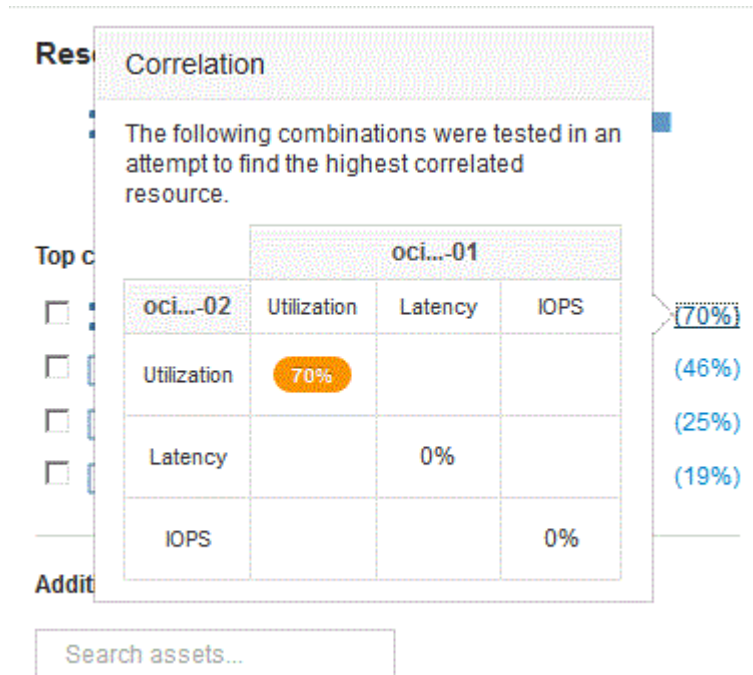 Res
Correlation
The following combinations were tested in an
attempt to find the highest correlated
resource.
Top c
oci...-01
oci...-02 Utilization Latency IOPS
(70%)
Utilization 70%
(46%)
(25%)
Latency 0%
(19%)
IOPS 0%
Addit
Search assets...